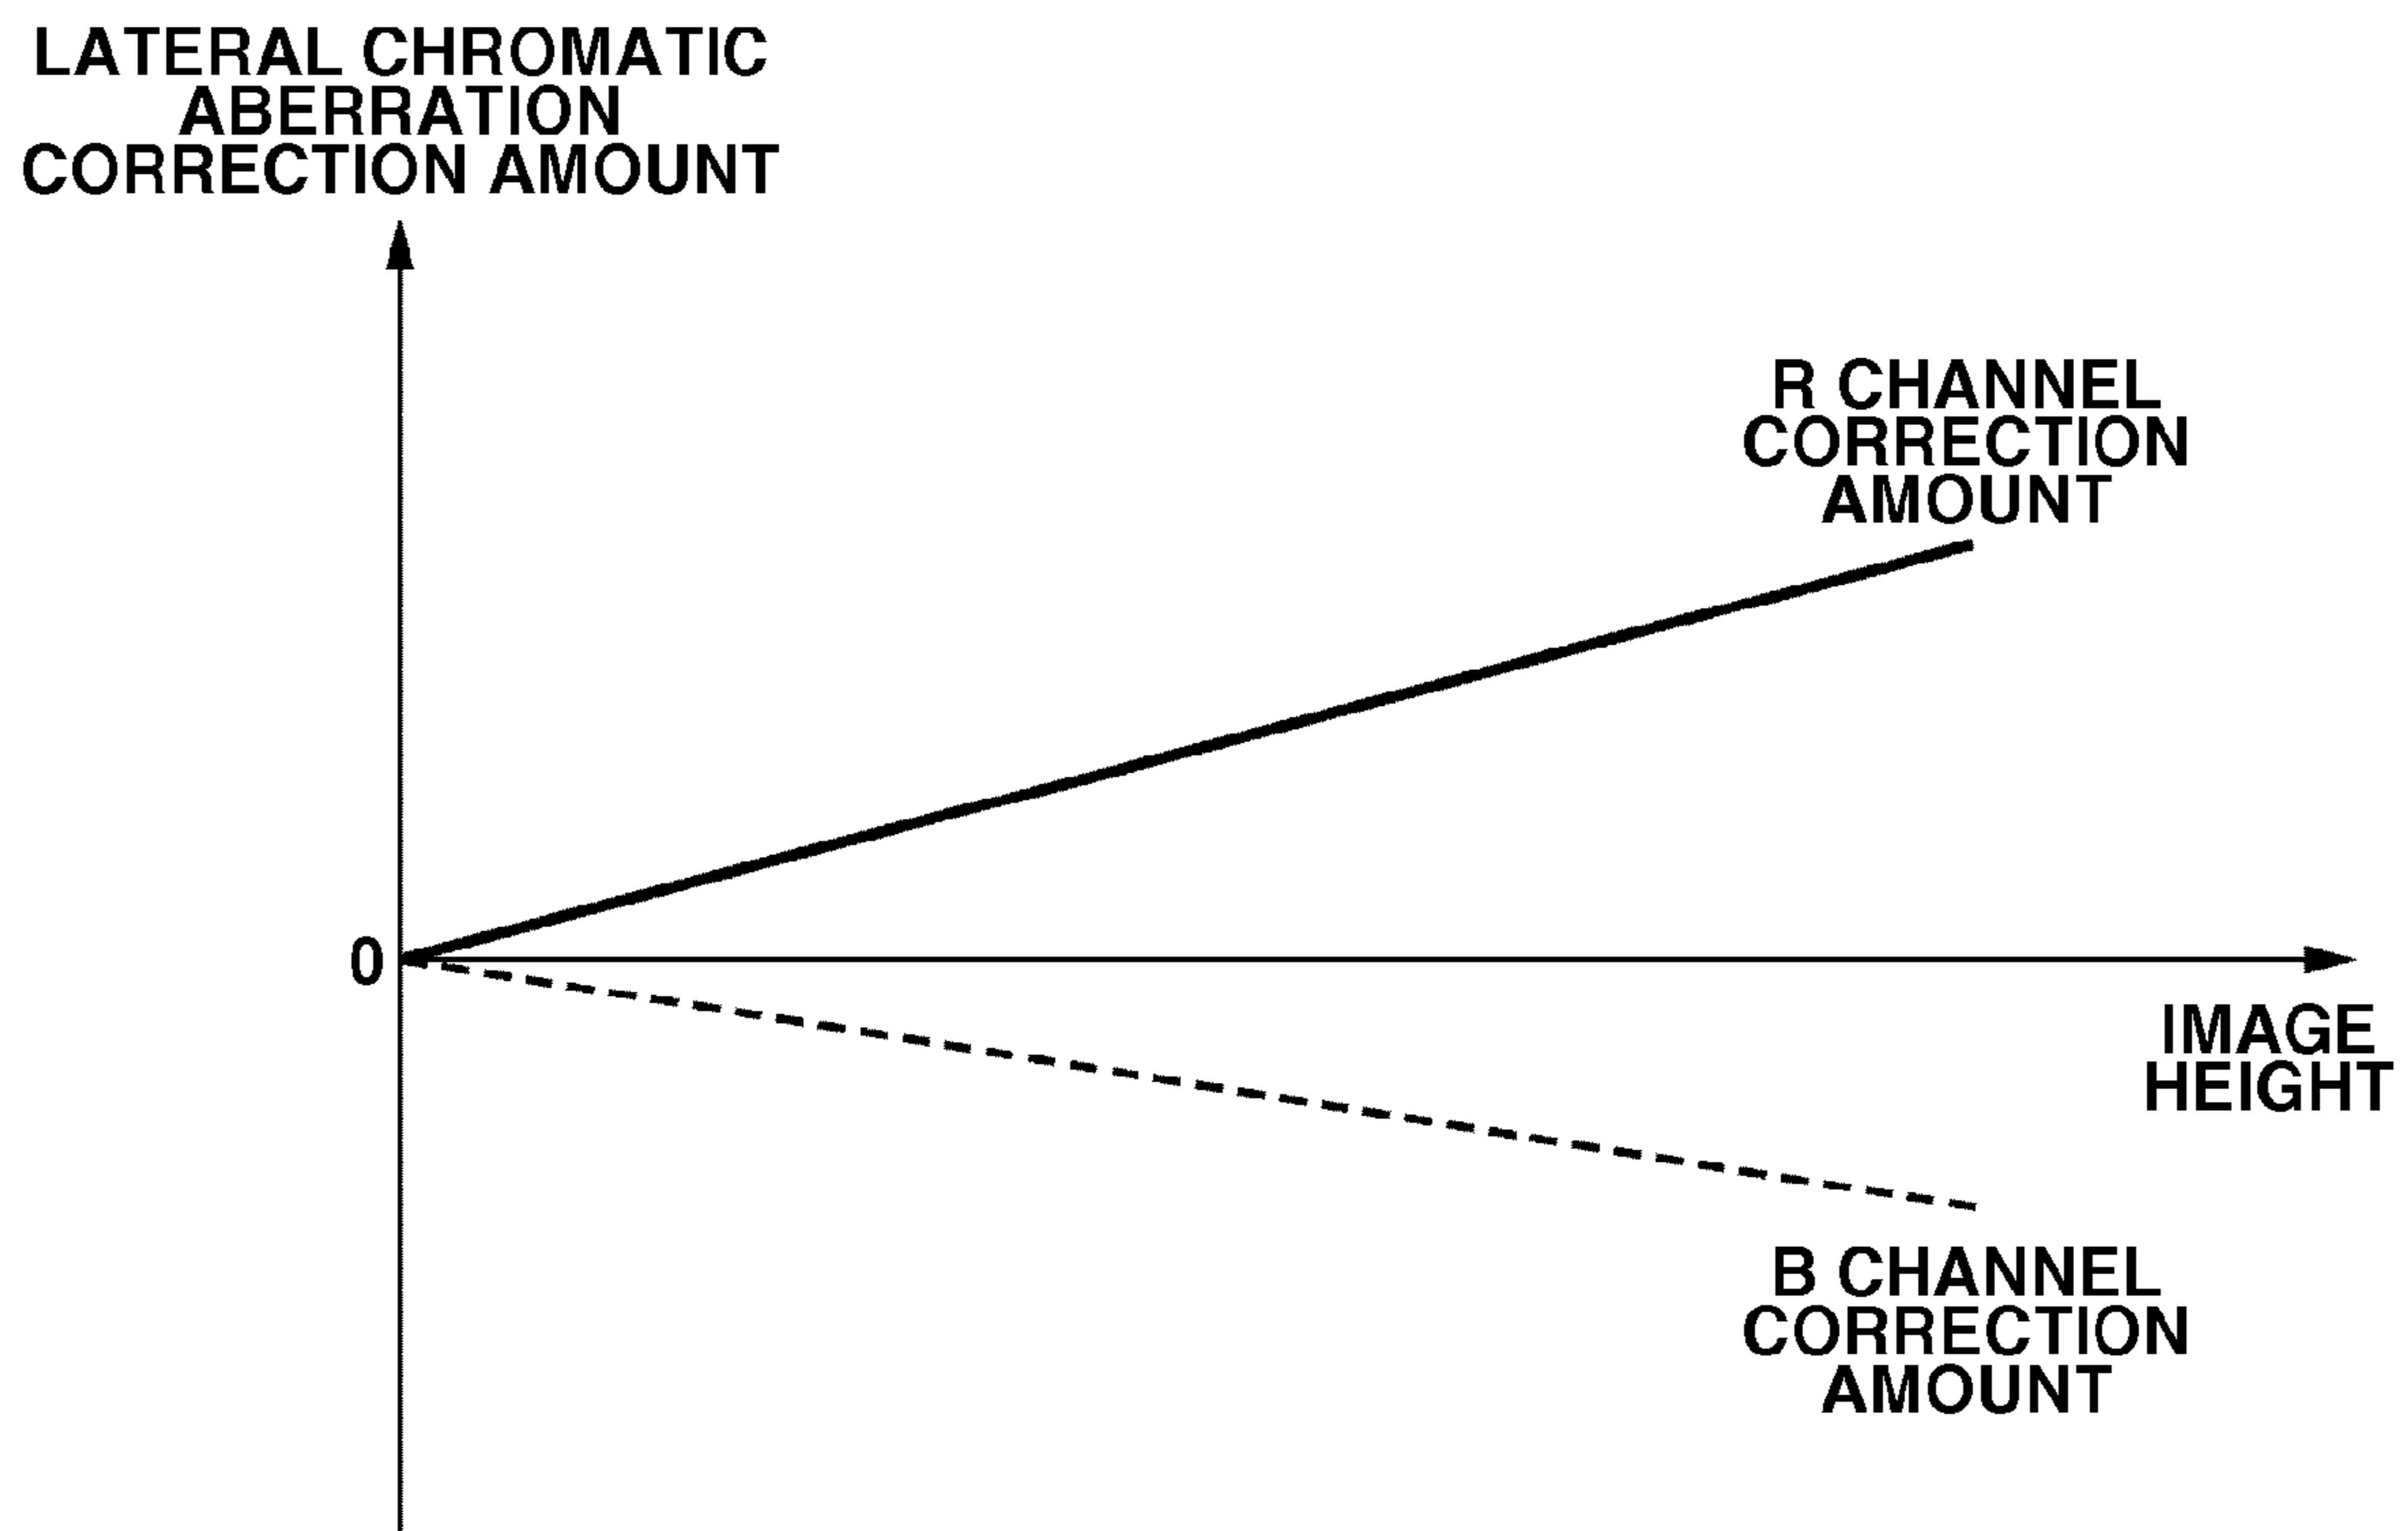 LATERAL CHROMATIC
ABERRATION
CORRECTION AMOUNT
R CHANNEL
CORRECTION
AMOUNT
0
IMAGE
HEIGHT
B CHANNEL
CORRECTION
AMOUNT